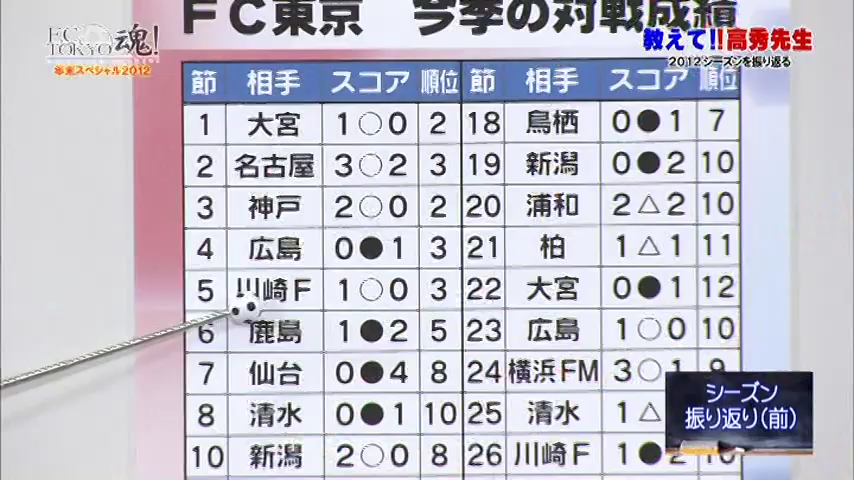 FC東京 今季の対戦成績
FC TOKYO 魂!
年末スペシャル2012
教えて!!高秀先生
2012シーズンを振り返る
節 相手 スコア 順位 節 相手 スコア 順位
1 大宮 1○0 2 18 鳥栖 0●1 7
2 名古屋 3○2 3 19 新潟 0●2 10
3 神戸 2○0 2 20 浦和 2△2 10
4 広島 0●1 3 21 柏 1△1 11
5 川崎F 1○0 3 22 大宮 0●1 12
6 鹿島 1●2 5 23 広島 1○0 10
7 仙台 0●4 8 24 横浜FM 3○1 9
8 清水 0●1 10 25 清水 1△
10 新潟 2○0 8 26 川崎F 1●2 10
シーズン
振り返り(前)